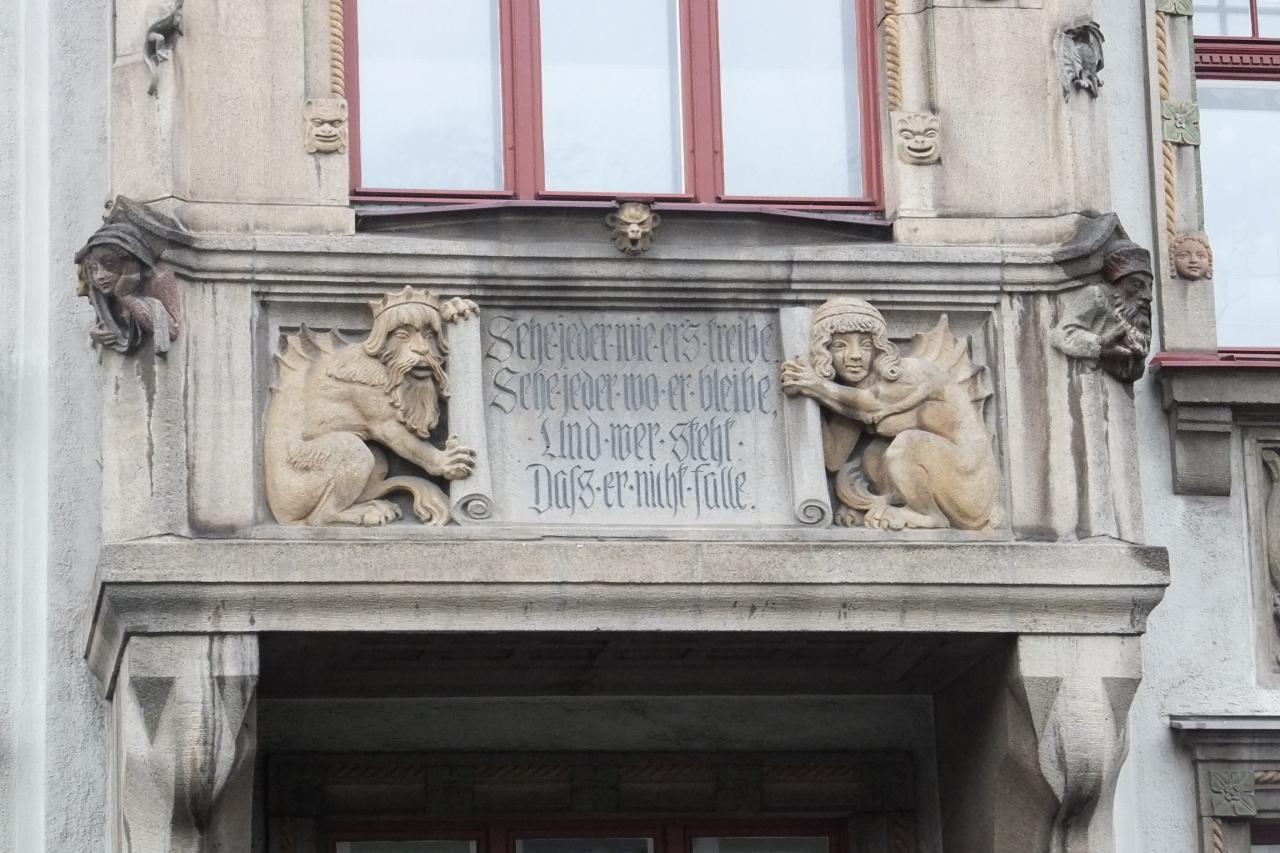 Sehe·jeder·wie·er's·treibe
Sehe·jeder·wo·er·bleibe,
·Und·wer·steht·
Dasz·er·nicht·falle.